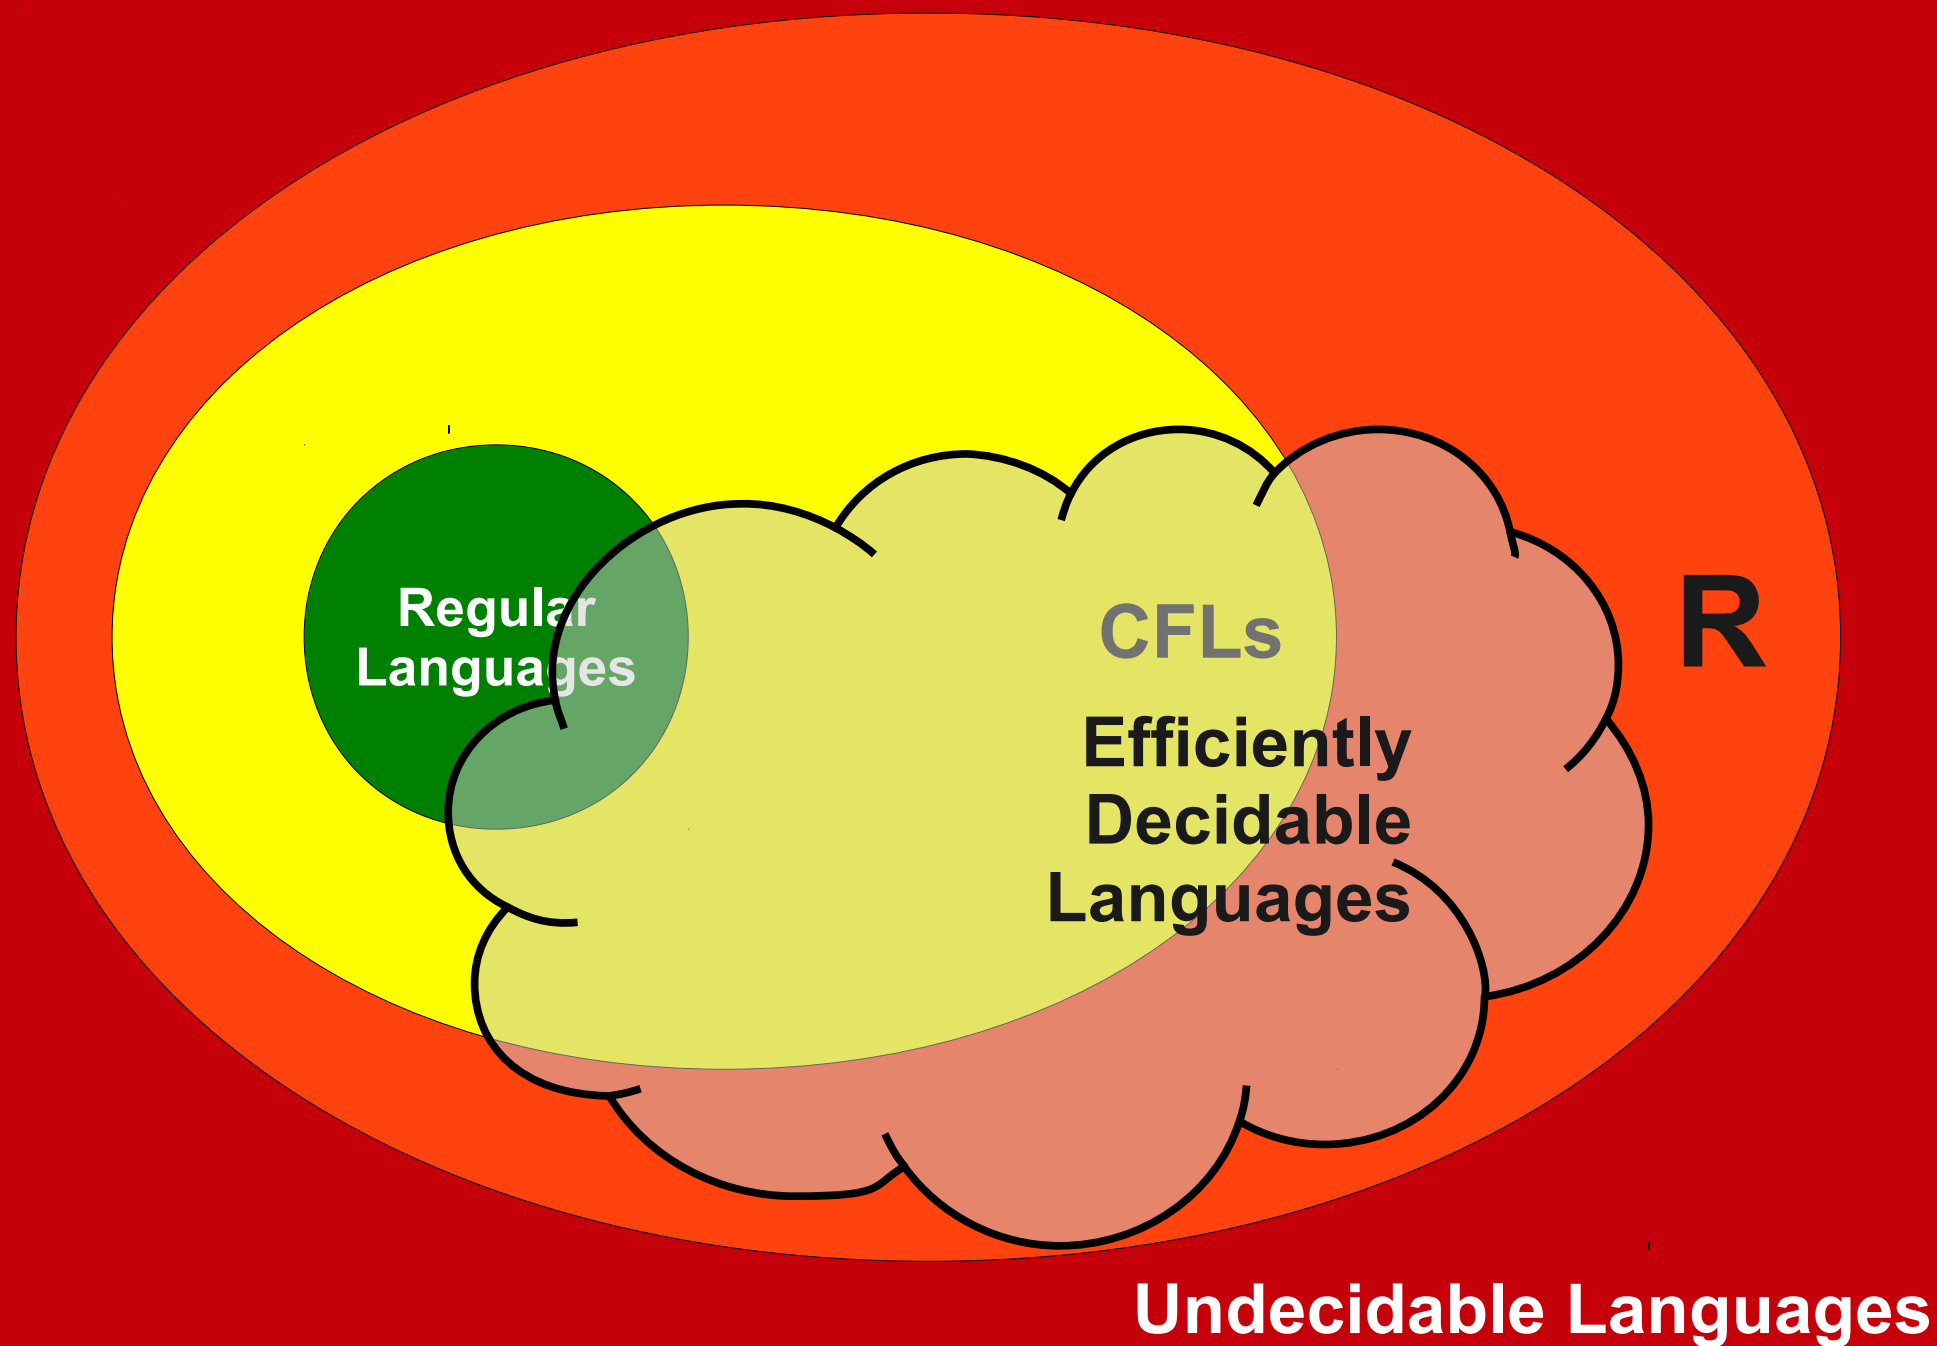 Regular
Languages
CFLs
R
Efficiently
Decidable
Languages
Undecidable Languages